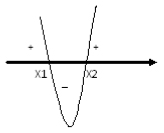 + +
X1 X2
−